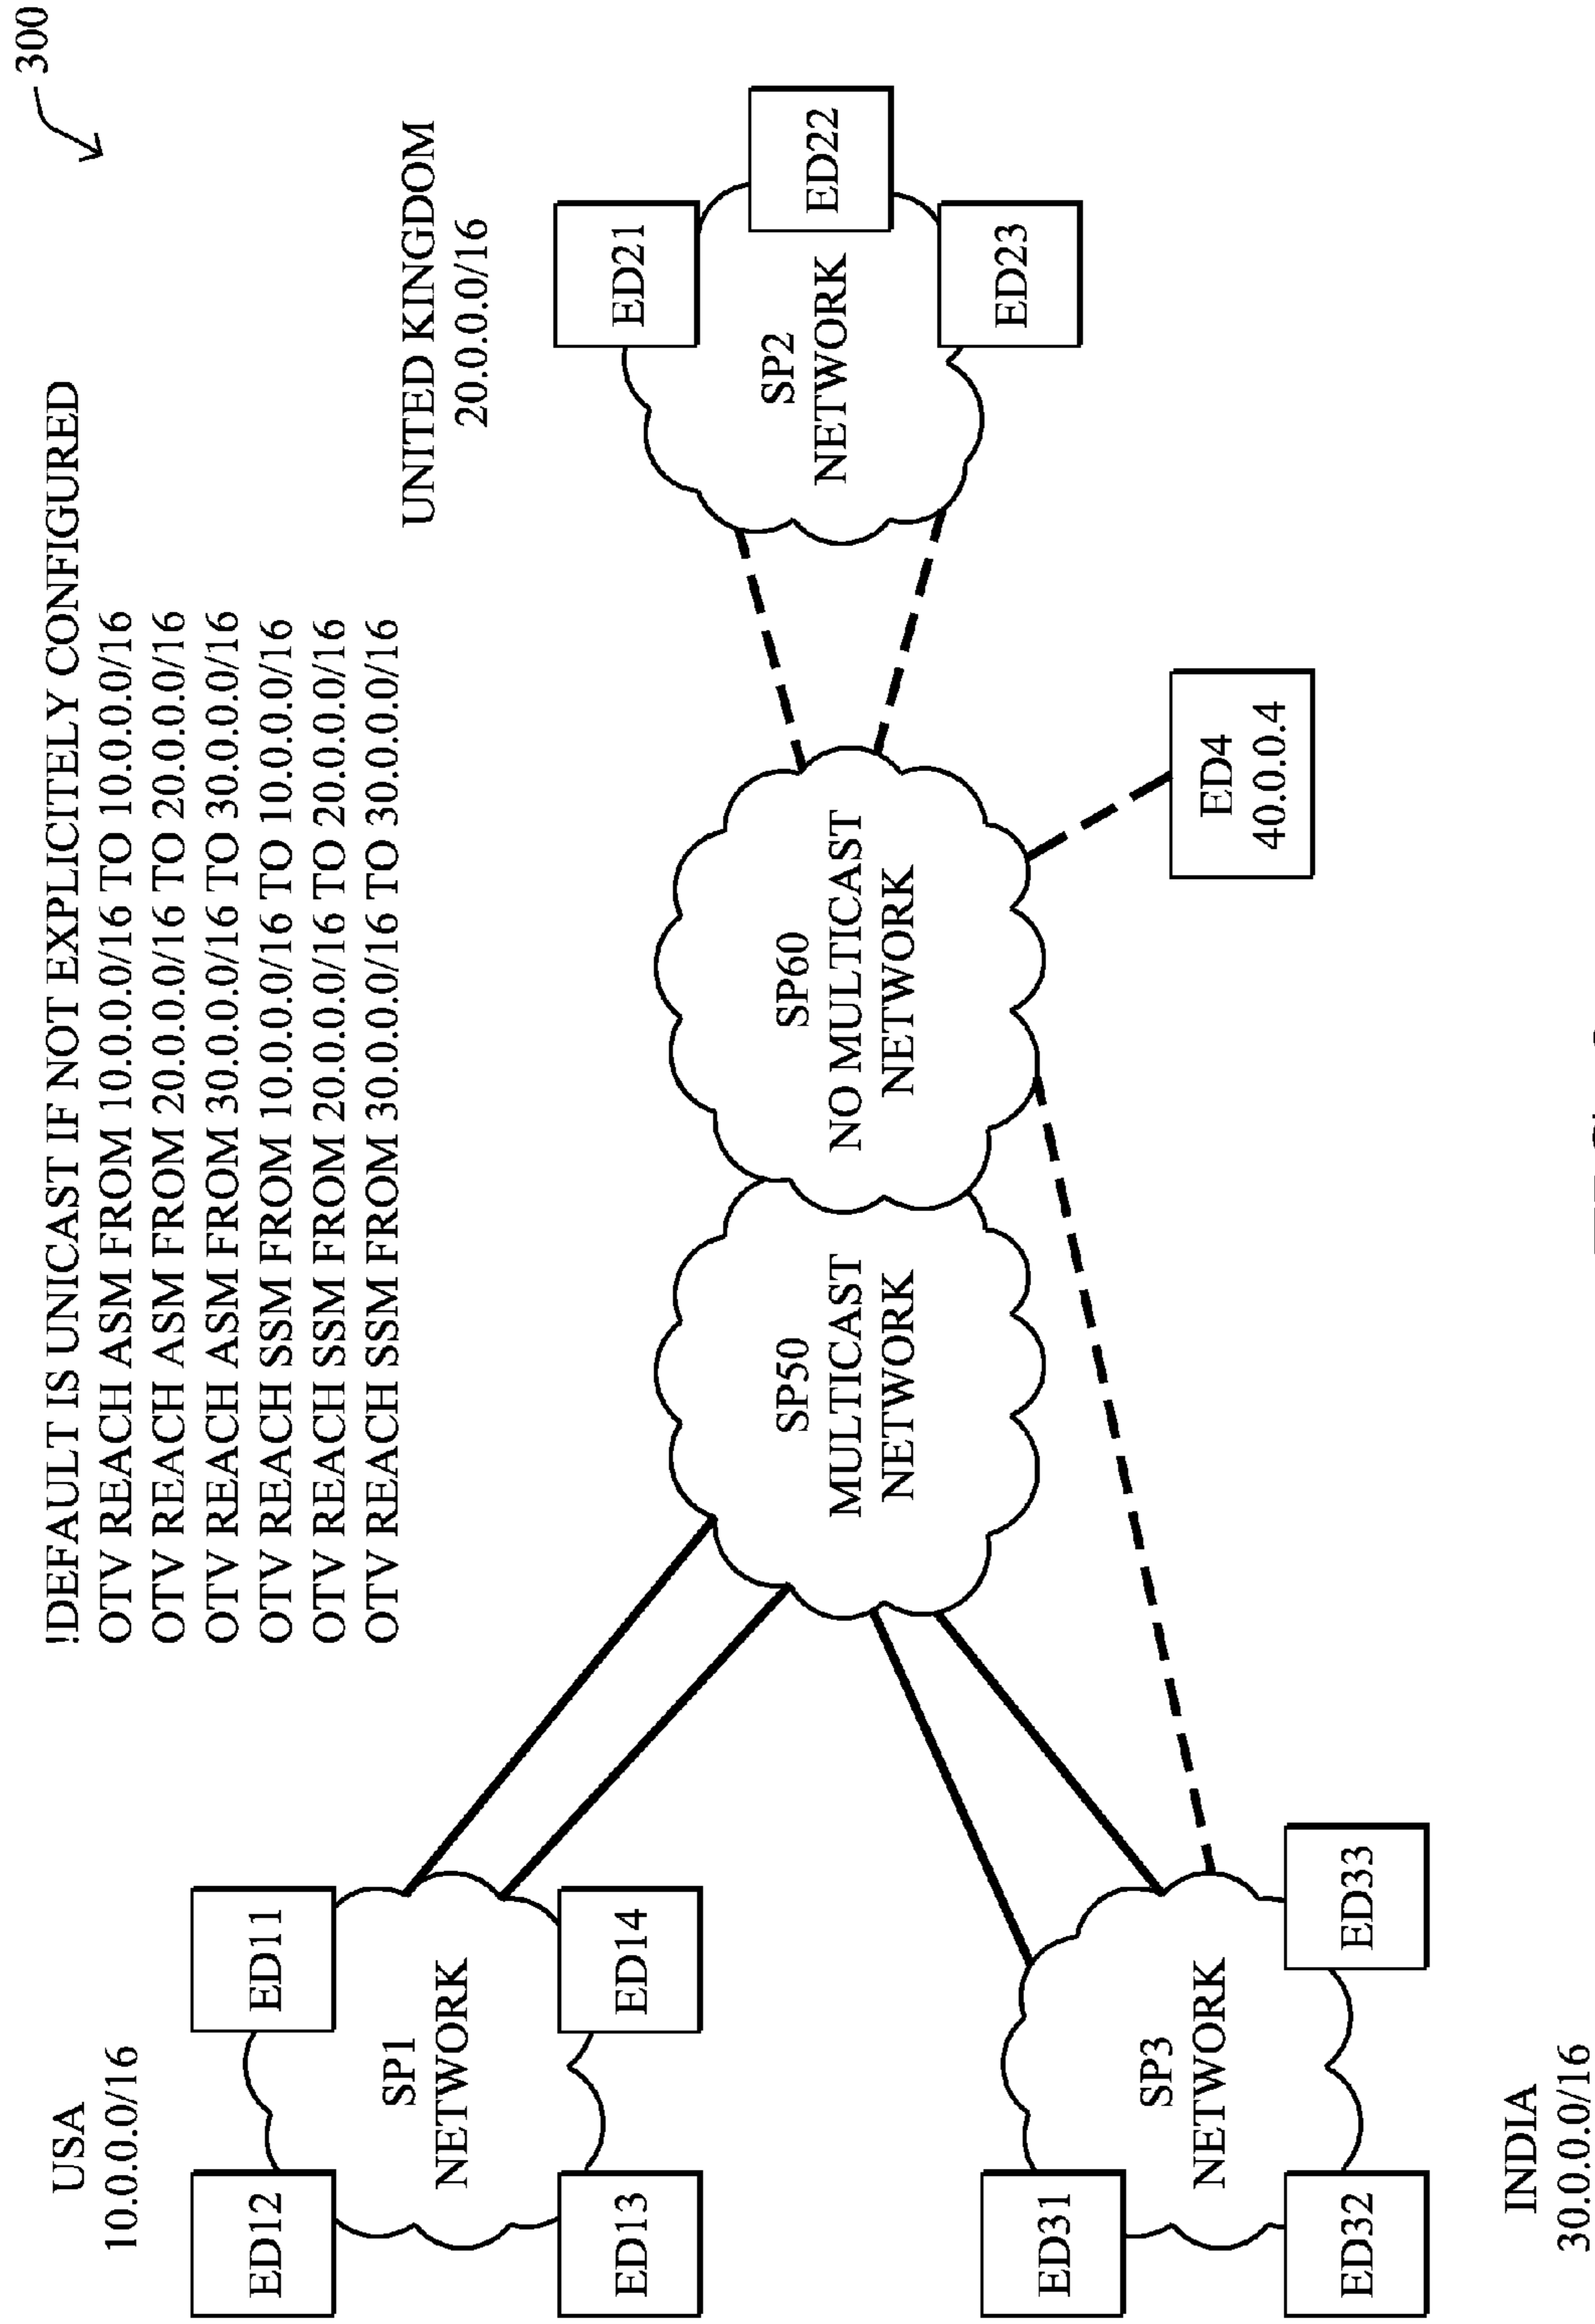 300
!DEFAULT IS UNICAST IF NOT EXPLICITELY CONFIGURED
OTV REACH ASM FROM 10.0.0.0/16 TO 10.0.0.0/16
OTV REACH ASM FROM 20.0.0.0/16 TO 20.0.0.0/16
OTV REACH ASM FROM 30.0.0.0/16 TO 30.0.0.0/16
OTV REACH SSM FROM 10.0.0.0/16 TO 10.0.0.0/16
OTV REACH SSM FROM 20.0.0.0/16 TO 20.0.0.0/16
OTV REACH SSM FROM 30.0.0.0/16 TO 30.0.0.0/16
USA
10.0.0.0/16
ED12
ED11
SP1
NETWORK
ED13
ED14
UNITED KINGDOM
20.0.0.0/16
ED21
ED22
SP2
NETWORK
ED23
SP50
MULTICAST
NETWORK
SP60
NO MULTICAST
NETWORK
ED4
40.0.0.4
ED31
SP3
NETWORK
ED32
ED33
INDIA
30.0.0.0/16